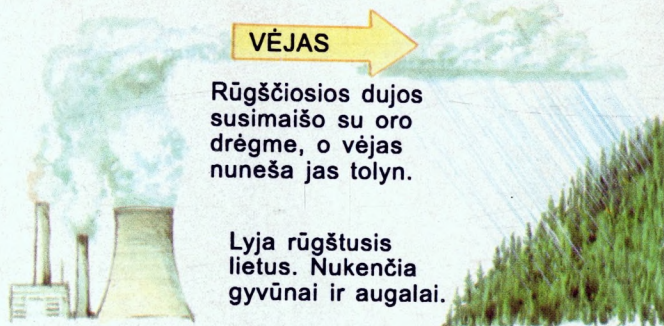 VĖJAS
Rūgščiosios dujos
susimaišo su oro
drėgme, o vėjas
nuneša jas tolyn.
Lyja rūgštusis
lietus. Nukenčia
gyvūnai ir augalai.